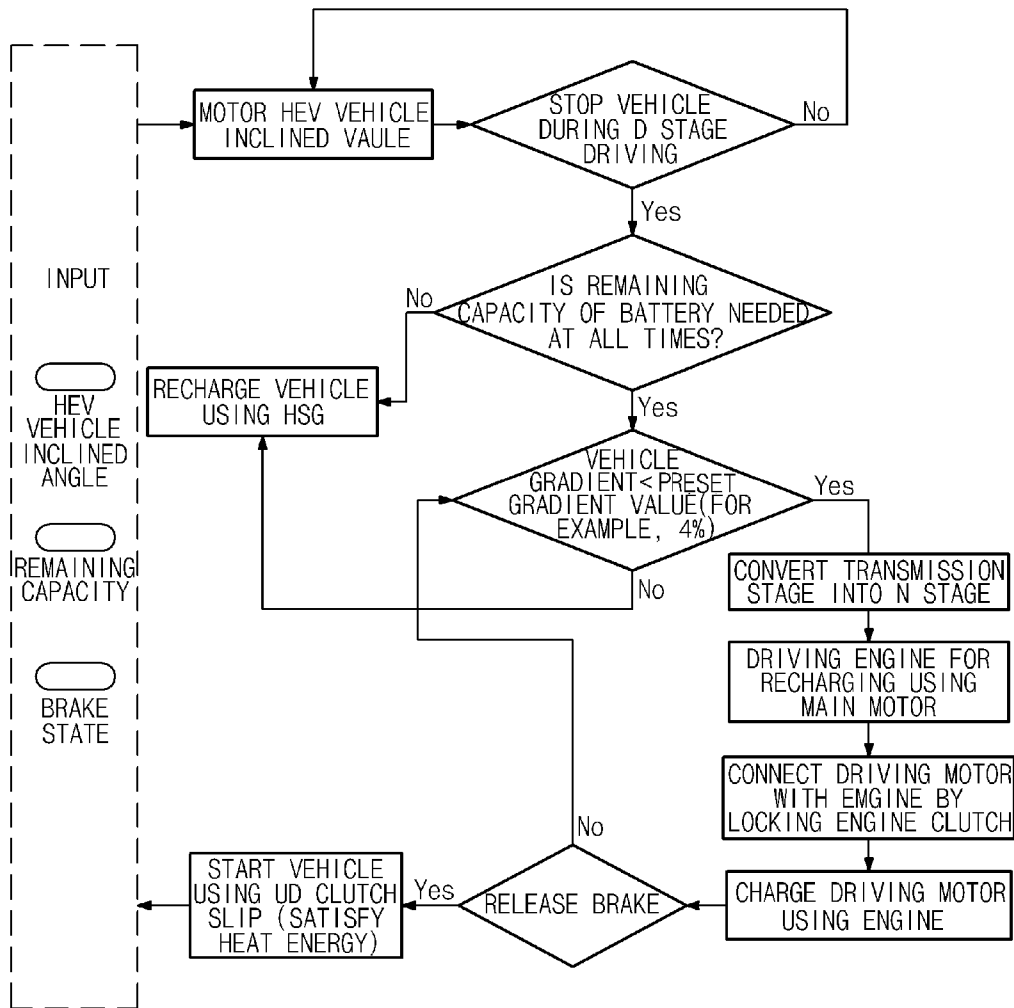 MOTOR HEV VEHICLE
INCLINED VAULE
STOP VEHICLE
DURING D STAGE
DRIVING
No
Yes
INPUT
HEV
VEHICLE
INCLINED
ANGLE
REMAINING
CAPACITY
BRAKE
STATE
IS REMAINING
CAPACITY OF BATTERY NEEDED
AT ALL TIMES?
No
Yes
RECHARGE VEHICLE
USING HSG
VEHICLE
GRADIENT<PRESET
GRADIENT VALUE(FOR
EXAMPLE, 4%)
Yes
No
CONVERT TRANSMISSION
STAGE INTO N STAGE
DRIVING ENGINE FOR
RECHARGING USING
MAIN MOTOR
CONNECT DRIVING MOTOR
WITH EMGINE BY
LOCKING ENGINE CLUTCH
CHARGE DRIVING MOTOR
USING ENGINE
RELEASE BRAKE
No
Yes
START VEHICLE
USING UD CLUTCH
SLIP (SATISFY
HEAT ENERGY)